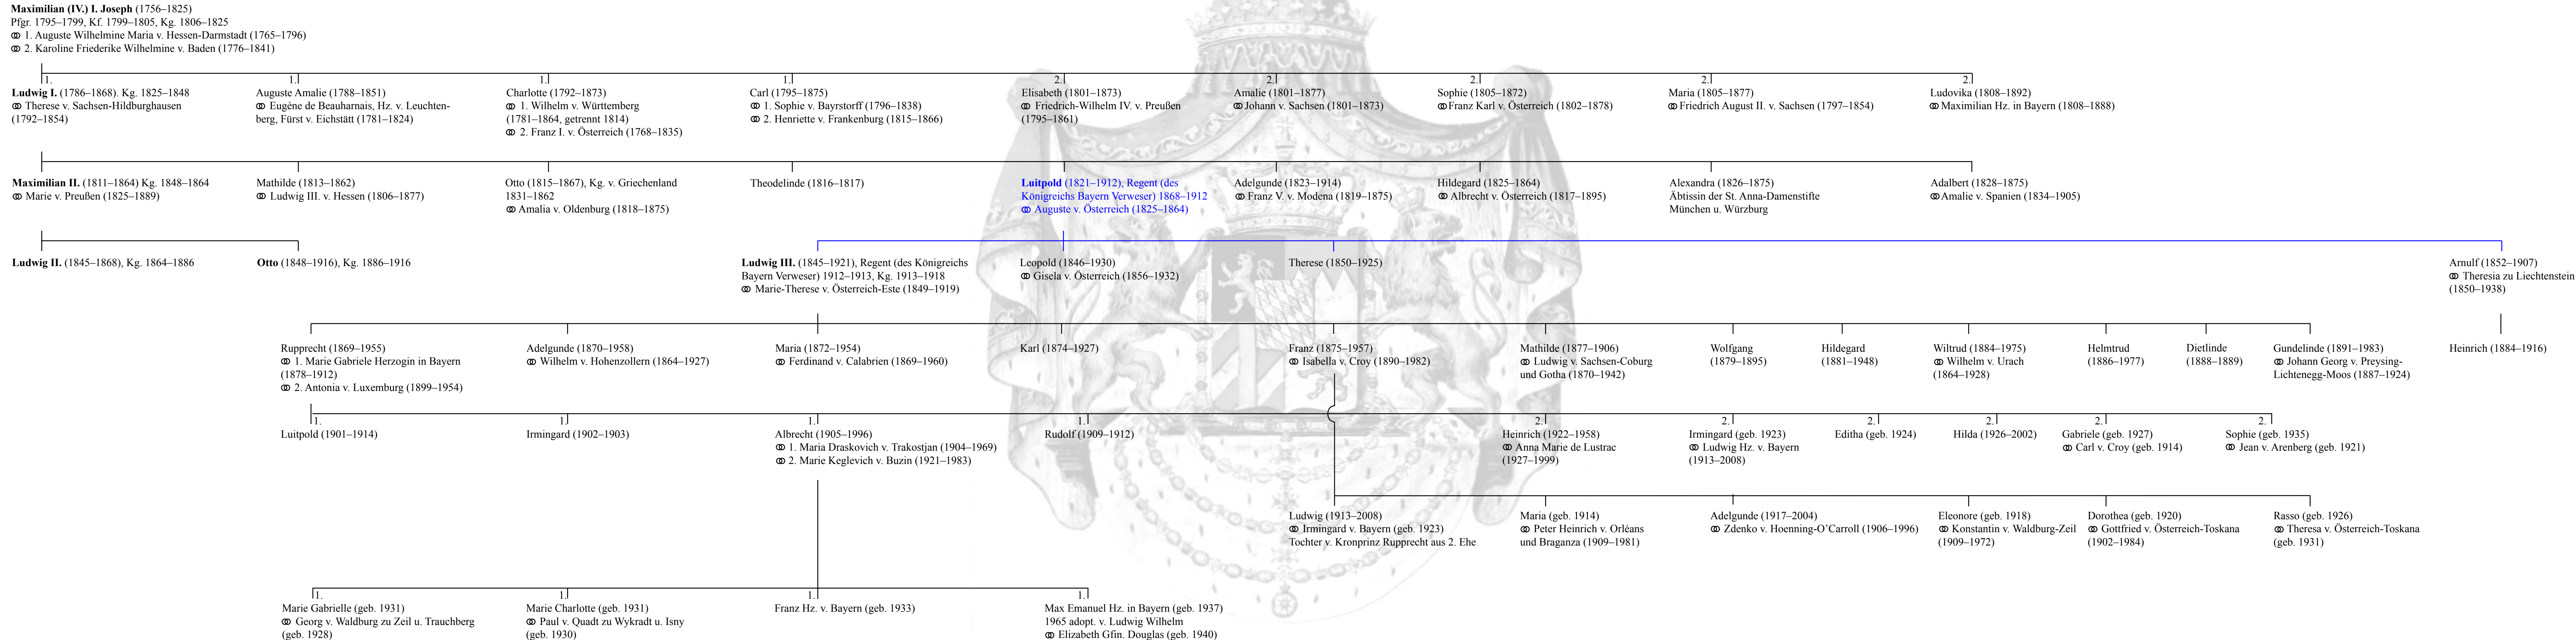 Maximilian (IV.) I. Joseph (1756–1825)
Pfgr. 1795–1799, Kf. 1799–1805, Kg. 1806–1825
⚭ 1. Auguste Wilhelmine Maria v. Hessen-Darmstadt (1765–1796)
⚭ 2. Karoline Friederike Wilhelmine v. Baden (1776–1841)
1.
Ludwig I. (1786–1868). Kg. 1825–1848
⚭ Therese v. Sachsen-Hildburghausen
(1792–1854)
1.
Auguste Amalie (1788–1851)
⚭ Eugène de Beauharnais, Hz. v. Leuchten-
berg, Fürst v. Eichstätt (1781–1824)
1.
Charlotte (1792–1873)
⚭ 1. Wilhelm v. Württemberg
(1781–1864, getrennt 1814)
⚭ 2. Franz I. v. Österreich (1768–1835)
1.
Carl (1795–1875)
⚭ 1. Sophie v. Bayrstorff (1796–1838)
⚭ 2. Henriette v. Frankenburg (1815–1866)
2.
Elisabeth (1801–1873)
⚭ Friedrich-Wilhelm IV. v. Preußen
(1795–1861)
2.
Amalie (1801–1877)
⚭ Johann v. Sachsen (1801–1873)
2.
Sophie (1805–1872)
⚭ Franz Karl v. Österreich (1802–1878)
2.
Maria (1805–1877)
⚭ Friedrich August II. v. Sachsen (1797–1854)
2.
Ludovika (1808–1892)
⚭ Maximilian Hz. in Bayern (1808–1888)
Maximilian II. (1811–1864) Kg. 1848–1864
⚭ Marie v. Preußen (1825–1889)
Mathilde (1813–1862)
⚭ Ludwig III. v. Hessen (1806–1877)
Otto (1815–1867), Kg. v. Griechenland
1831–1862
⚭ Amalia v. Oldenburg (1818–1875)
Theodelinde (1816–1817)
Luitpold (1821–1912), Regent (des
Königreichs Bayern Verweser) 1868–1912
⚭ Auguste v. Österreich (1825–1864)
Adelgunde (1823–1914)
⚭ Franz V. v. Modena (1819–1875)
Hildegard (1825–1864)
⚭ Albrecht v. Österreich (1817–1895)
Alexandra (1826–1875)
Äbtissin der St. Anna-Damenstifte
München u. Würzburg
Adalbert (1828–1875)
⚭ Amalie v. Spanien (1834–1905)
Ludwig II. (1845–1868), Kg. 1864–1886
Otto (1848–1916), Kg. 1886–1916
Ludwig III. (1845–1921), Regent (des Königreichs
Bayern Verweser) 1912–1913, Kg. 1913–1918
⚭ Marie-Therese v. Österreich-Este (1849–1919)
Leopold (1846–1930)
⚭ Gisela v. Österreich (1856–1932)
Therese (1850–1925)
Arnulf (1852–1907)
⚭ Theresia zu Liechtenstein
(1850–1938)
Rupprecht (1869–1955)
⚭ 1. Marie Gabriele Herzogin in Bayern
(1878–1912)
⚭ 2. Antonia v. Luxemburg (1899–1954)
Adelgunde (1870–1958)
⚭ Wilhelm v. Hohenzollern (1864–1927)
Maria (1872–1954)
⚭ Ferdinand v. Calabrien (1869–1960)
Karl (1874–1927)
Franz (1875–1957)
⚭ Isabella v. Croy (1890–1982)
Mathilde (1877–1906)
⚭ Ludwig v. Sachsen-Coburg
und Gotha (1870–1942)
Wolfgang
(1879–1895)
Hildegard
(1881–1948)
Wiltrud (1884–1975)
⚭ Wilhelm v. Urach
(1864–1928)
Helmtrud
(1886–1977)
Dietlinde
(1888–1889)
Gundelinde (1891–1983)
⚭ Johann Georg v. Preysing-
Lichtenegg-Moos (1887–1924)
Heinrich (1884–1916)
1.
Luitpold (1901–1914)
1.
Irmingard (1902–1903)
1.
Albrecht (1905–1996)
⚭ 1. Maria Draskovich v. Trakostjan (1904–1969)
⚭ 2. Marie Keglevich v. Buzin (1921–1983)
1.
Rudolf (1909–1912)
2.
Heinrich (1922–1958)
⚭ Anna Marie de Lustrac
(1927–1999)
2.
Irmingard (geb. 1923)
⚭ Ludwig Hz. v. Bayern
(1913–2008)
2.
Editha (geb. 1924)
2.
Hilda (1926–2002)
2.
Gabriele (geb. 1927)
⚭ Carl v. Croy (geb. 1914)
2.
Sophie (geb. 1935)
⚭ Jean v. Arenberg (geb. 1921)
Ludwig (1913–2008)
⚭ Irmingard v. Bayern (geb. 1923)
Tochter v. Kronprinz Rupprecht aus 2. Ehe
Maria (geb. 1914)
⚭ Peter Heinrich v. Orléans
und Braganza (1909–1981)
Adelgunde (1917–2004)
⚭ Zdenko v. Hoenning-O'Carroll (1906–1996)
Eleonore (geb. 1918)
⚭ Konstantin v. Waldburg-Zeil
(1909–1972)
Dorothea (geb. 1920)
⚭ Gottfried v. Österreich-Toskana
(1902–1984)
Rasso (geb. 1926)
⚭ Theresa v. Österreich-Toskana
(geb. 1931)
1.
Marie Gabrielle (geb. 1931)
⚭ Georg v. Waldburg zu Zeil u. Trauchberg
(geb. 1928)
1.
Marie Charlotte (geb. 1931)
⚭ Paul v. Quadt zu Wykradt u. Isny
(geb. 1930)
1.
Franz Hz. v. Bayern (geb. 1933)
1.
Max Emanuel Hz. in Bayern (geb. 1937)
1965 adopt. v. Ludwig Wilhelm
⚭ Elizabeth Gfin. Douglas (geb. 1940)